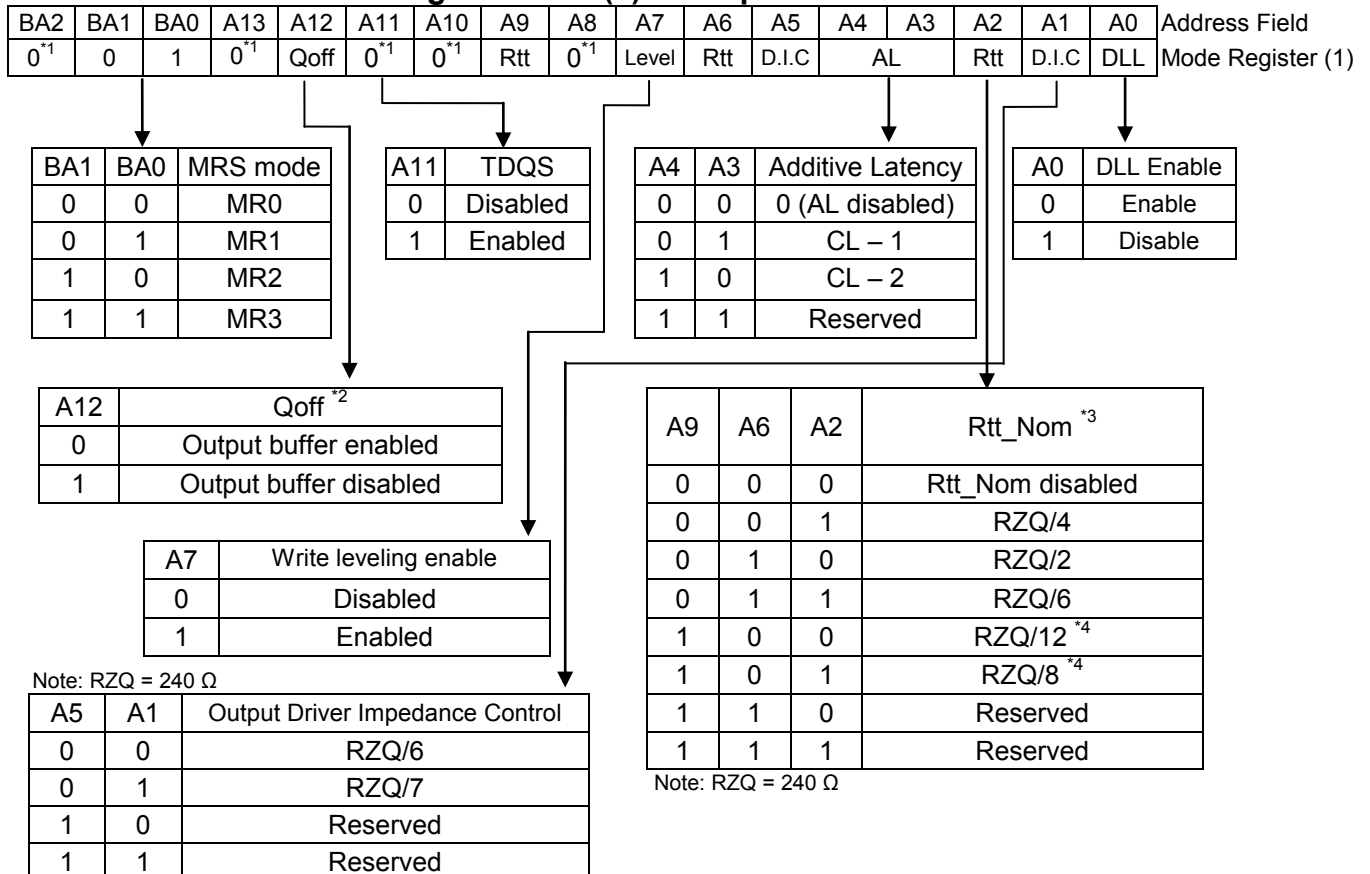 BA2 BA1 BA0 A13 A12 A11 A10 A9 A8 A7 A6 A5 A4 A3 A2 A1 A0 Address Field
0*1 0 1 0*1 Qoff 0*1 0*1 Rtt 0*1 Level Rtt D.I.C AL Rtt D.I.C DLL Mode Register (1)
BA1 BA0 MRS mode
0 0 MR0
0 1 MR1
1 0 MR2
1 1 MR3
A11 TDQS
0 Disabled
1 Enabled
A4 A3 Additive Latency
0 0 0 (AL disabled)
0 1 CL – 1
1 0 CL – 2
1 1 Reserved
A0 DLL Enable
0 Enable
1 Disable
A12 Qoff *2
0 Output buffer enabled
1 Output buffer disabled
A7 Write leveling enable
0 Disabled
1 Enabled
Note: RZQ = 240 Ω
A5 A1 Output Driver Impedance Control
0 0 RZQ/6
0 1 RZQ/7
1 0 Reserved
1 1 Reserved
A9 A6 A2 Rtt_Nom *3
0 0 0 Rtt_Nom disabled
0 0 1 RZQ/4
0 1 0 RZQ/2
0 1 1 RZQ/6
1 0 0 RZQ/12 *4
1 0 1 RZQ/8 *4
1 1 0 Reserved
1 1 1 Reserved
Note: RZQ = 240 Ω